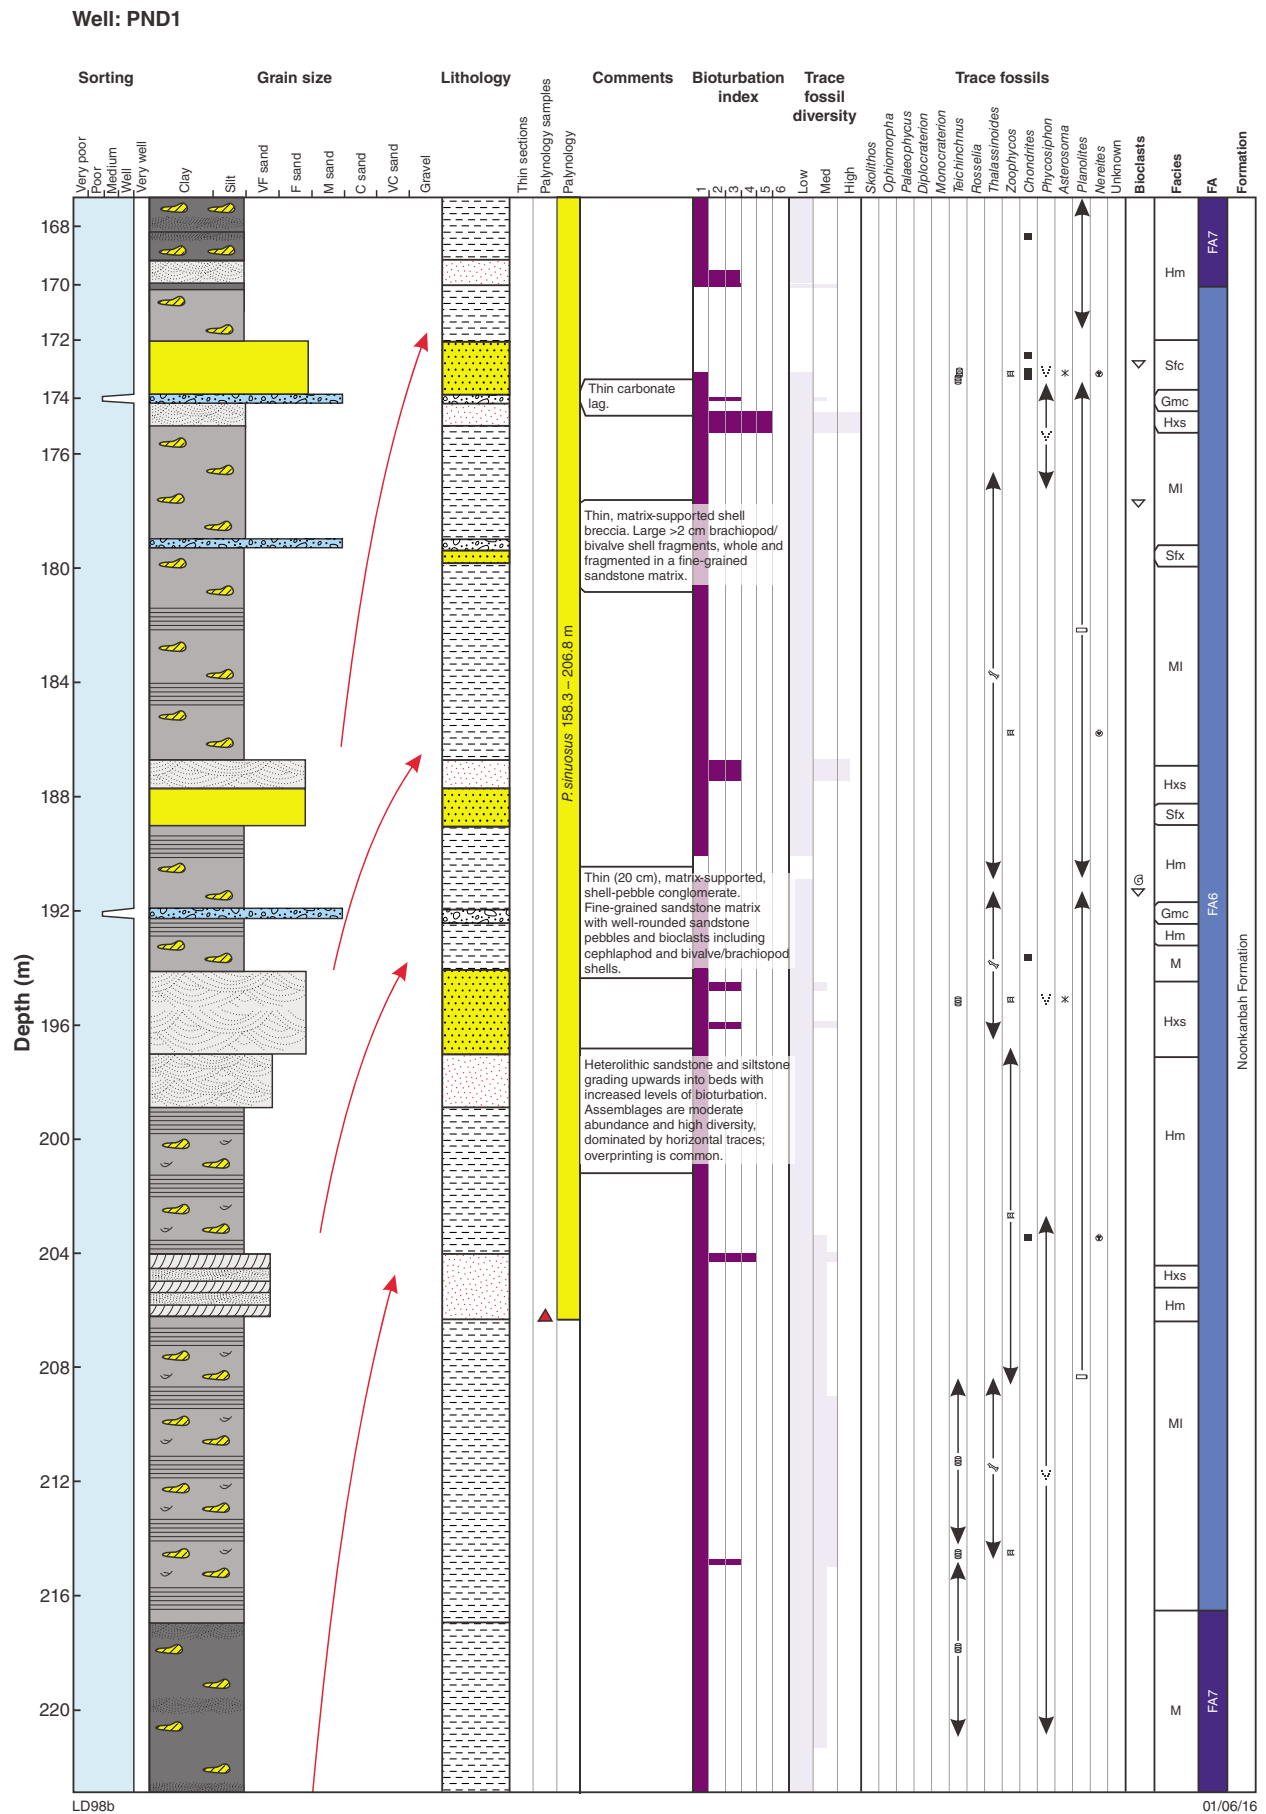 Well: PND1
Sorting
Grain size
Lithology
Comments
Bioturbation
index
Trace
fossil
diversity
Trace fossils
Very poor
Poor
Medium
Well
Very well
Clay
Silt
VF sand
F sand
M sand
C sand
VC sand
Gravel
Thin sections
Palynology samples
Palynology
1
2
3
4
5
6
Low
Med
High
Skolithos
Ophiomorpha
Palaeophycus
Diplocraterion
Monocraterion
Teichinchnus
Rosselia
Thalassinoides
Zoophycos
Chondrites
Phycosiphon
Asterosoma
Planolites
Nereites
Unknown
Bioclasts
Facies
FA
Formation
Depth (m)
168
170
172
174
176
180
184
188
192
196
200
204
208
212
216
220
P. sinuosus 158.3 – 206.8 m
Thin carbonate
lag.
Thin, matrix-supported shell
breccia. Large >2 cm brachiopod/
bivalve shell fragments, whole and
fragmented in a fine-grained
sandstone matrix.
Thin (20 cm), matrix-supported,
shell-pebble conglomerate.
Fine-grained sandstone matrix
with well-rounded sandstone
pebbles and bioclasts including
cephlaphod and bivalve/brachiopod
shells.
Heterolithic sandstone and siltstone
grading upwards into beds with
increased levels of bioturbation.
Assemblages are moderate
abundance and high diversity,
dominated by horizontal traces;
overprinting is common.
Hm
Sfc
Gmc
Hxs
MI
Sfx
MI
Hxs
Sfx
Hm
Gmc
Hm
M
Hxs
Hm
Hxs
Hm
MI
M
FA7
FA6
FA7
Noonkanbah Formation
LD98b
01/06/16